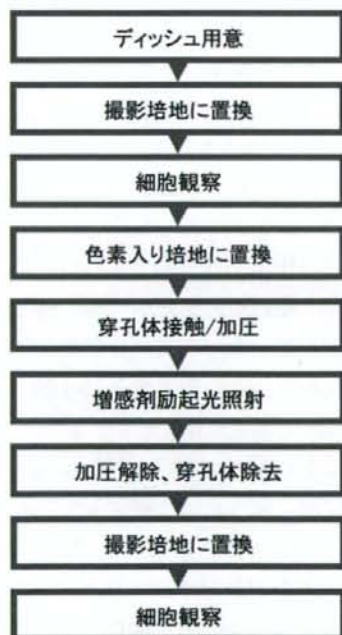 ディッシュ用意
撮影培地に置換
細胞観察
色素入り培地に置換
穿孔体接触/加圧
増感剤励起光照射
加圧解除、穿孔体除去
撮影培地に置換
細胞観察